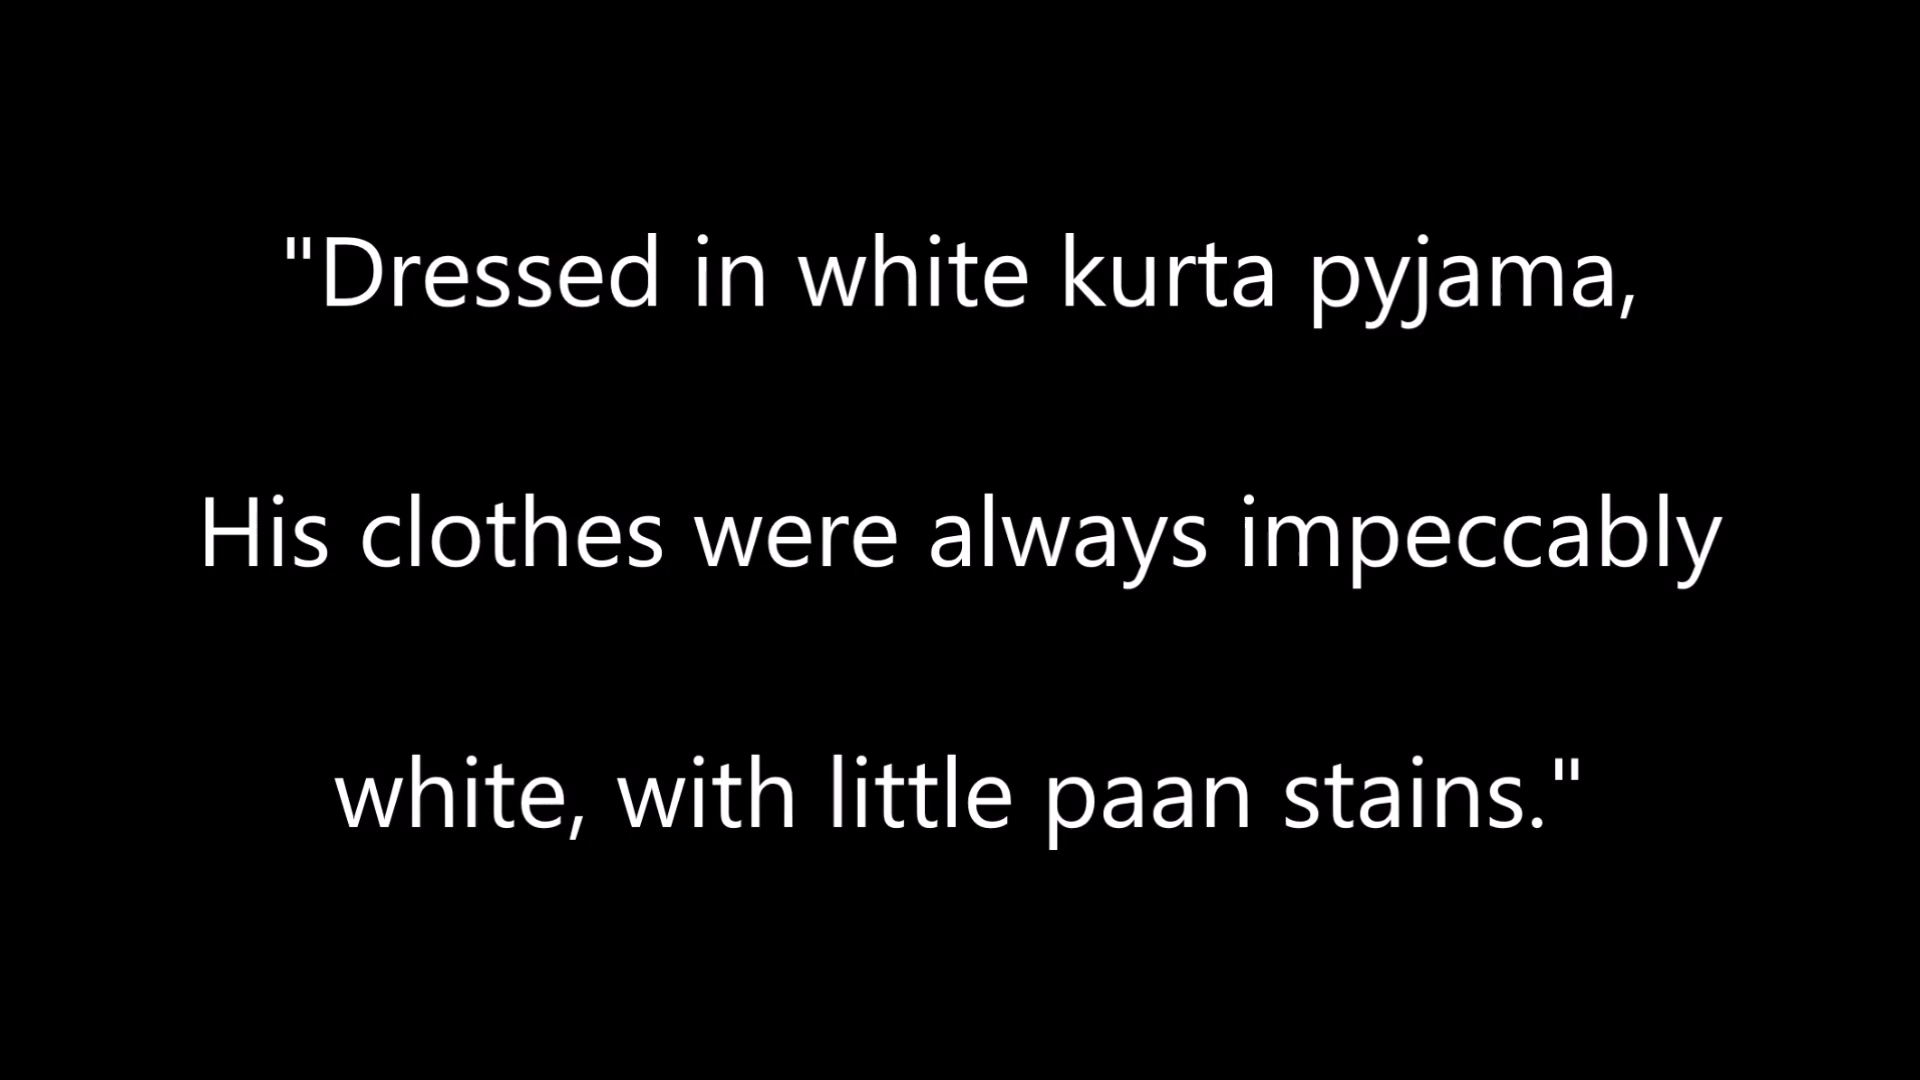 "Dressed in white kurta pyjama,
His clothes were always impeccably
white, with little paan stains."